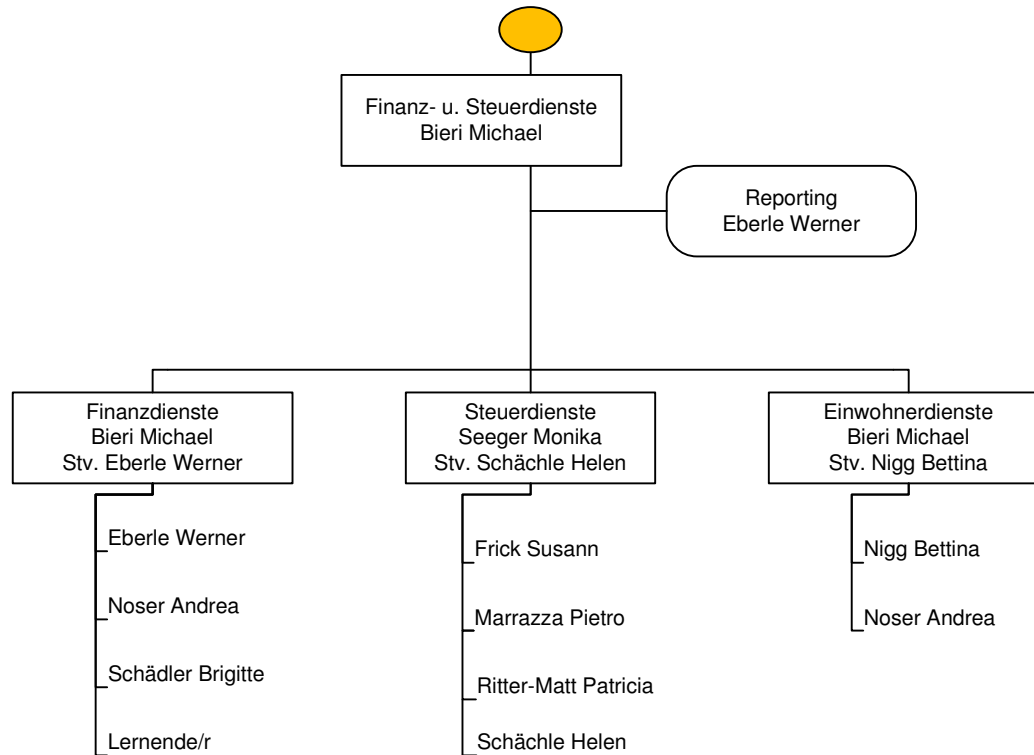 Finanz- u. Steuerdienste
Bieri Michael
Reporting
Eberle Werner
Finanzdienste
Bieri Michael
Stv. Eberle Werner
Eberle Werner
Noser Andrea
Schädler Brigitte
Lernende/r
Steuerdienste
Seeger Monika
Stv. Schächle Helen
Frick Susann
Marrazza Pietro
Ritter-Matt Patricia
Schächle Helen
Einwohnerdienste
Bieri Michael
Stv. Nigg Bettina
Nigg Bettina
Noser Andrea